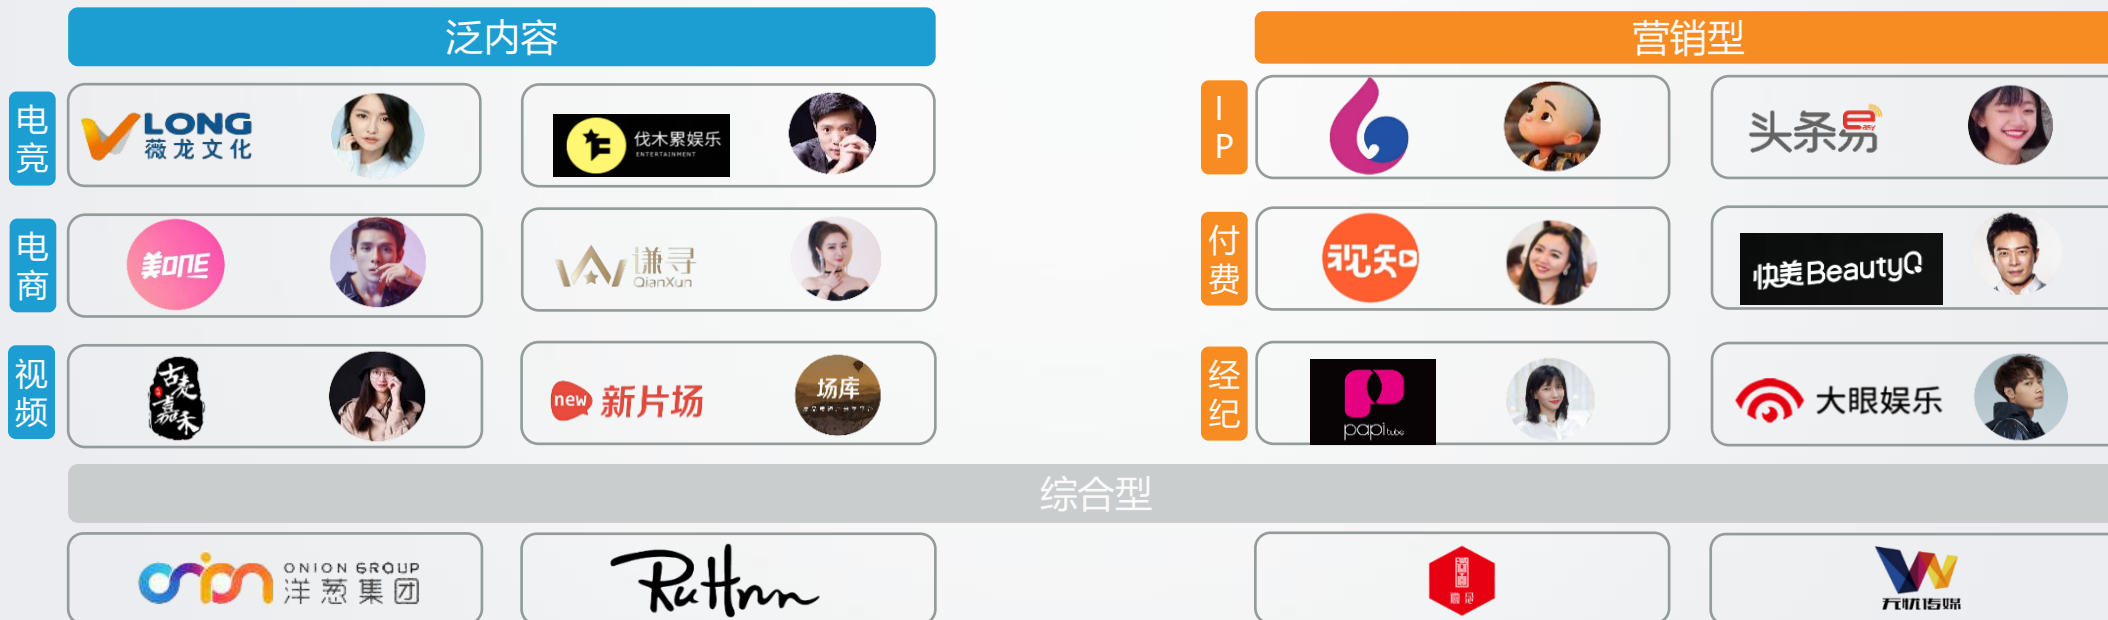 泛内容
营销型
电竞
LONG
薇龙文化
伐木累娱乐
ENTERTAINMENT
IP
头条易
easy
电商
美ONE
谦寻
QianXun
付费
视知
快美BeautyQ
视频
古麦嘉禾
new 新片场
场库
经纪
papi tube
大眼娱乐
综合型
ONION GROUP
洋葱集团
RuHnn
无忧传媒